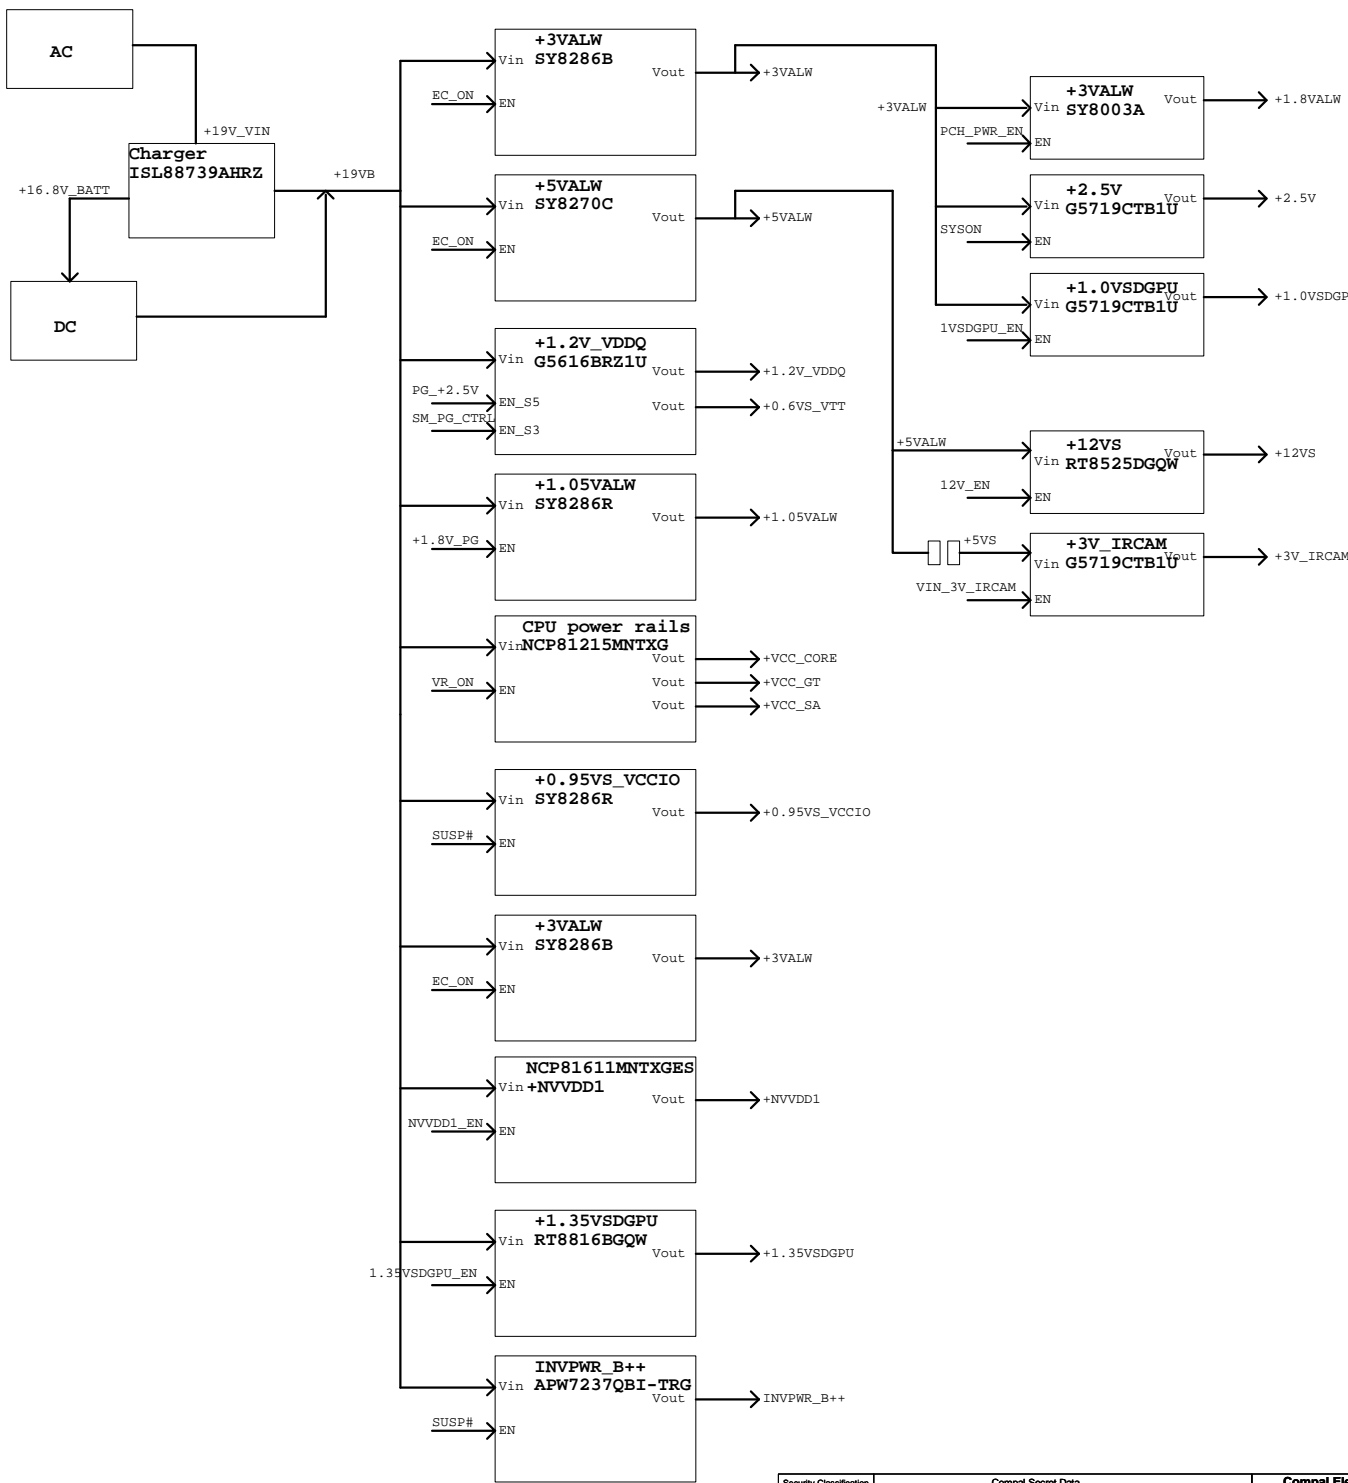 AC
+19V_VIN
Charger
ISL88739AHRZ
+16.8V_BATT
+19VB
DC
+3VALW
SY8286B
Vin
Vout
+3VALW
EC_ON
EN
+5VALW
SY8270C
Vin
Vout
+5VALW
EC_ON
EN
+1.2V_VDDQ
G5616BRZ1U
Vin
Vout
+1.2V_VDDQ
PG_+2.5V
EN_S5
Vout
+0.6VS_VTT
SM_PG_CTRL
EN_S3
+1.05VALW
SY8286R
Vin
Vout
+1.05VALW
+1.8V_PG
EN
CPU power rails
NCP81215MNTXG
Vin
Vout
+VCC_CORE
VR_ON
EN
Vout
+VCC_GT
Vout
+VCC_SA
+0.95VS_VCCIO
SY8286R
Vin
Vout
+0.95VS_VCCIO
SUSP#
EN
+3VALW
SY8286B
Vin
Vout
+3VALW
EC_ON
EN
NCP81611MNTXGES
+NVVDD1
Vin
Vout
+NVVDD1
NVVDD1_EN
EN
+1.35VSDGPU
RT8816BGQW
Vin
Vout
+1.35VSDGPU
1.35VSDGPU_EN
EN
INVPWR_B++
APW7237QBI-TRG
Vin
Vout
INVPWR_B++
SUSP#
EN
+3VALW
+3VALW
SY8003A
Vin
Vout
+1.8VALW
PCH_PWR_EN
EN
+2.5V
G5719CTB1U
Vin
Vout
+2.5V
SYSON
EN
+1.0VSDGPU
G5719CTB1U
Vin
Vout
+1.0VSDGP
1VSDGPU_EN
EN
+5VALW
+12VS
RT8525DGQW
Vin
Vout
+12VS
12V_EN
EN
+5VS
+3V_IRCAM
G5719CTB1U
Vin
Vout
+3V_IRCAM
VIN_3V_IRCAM
EN
Security Classification
Compal Secret Data
Compal Ele